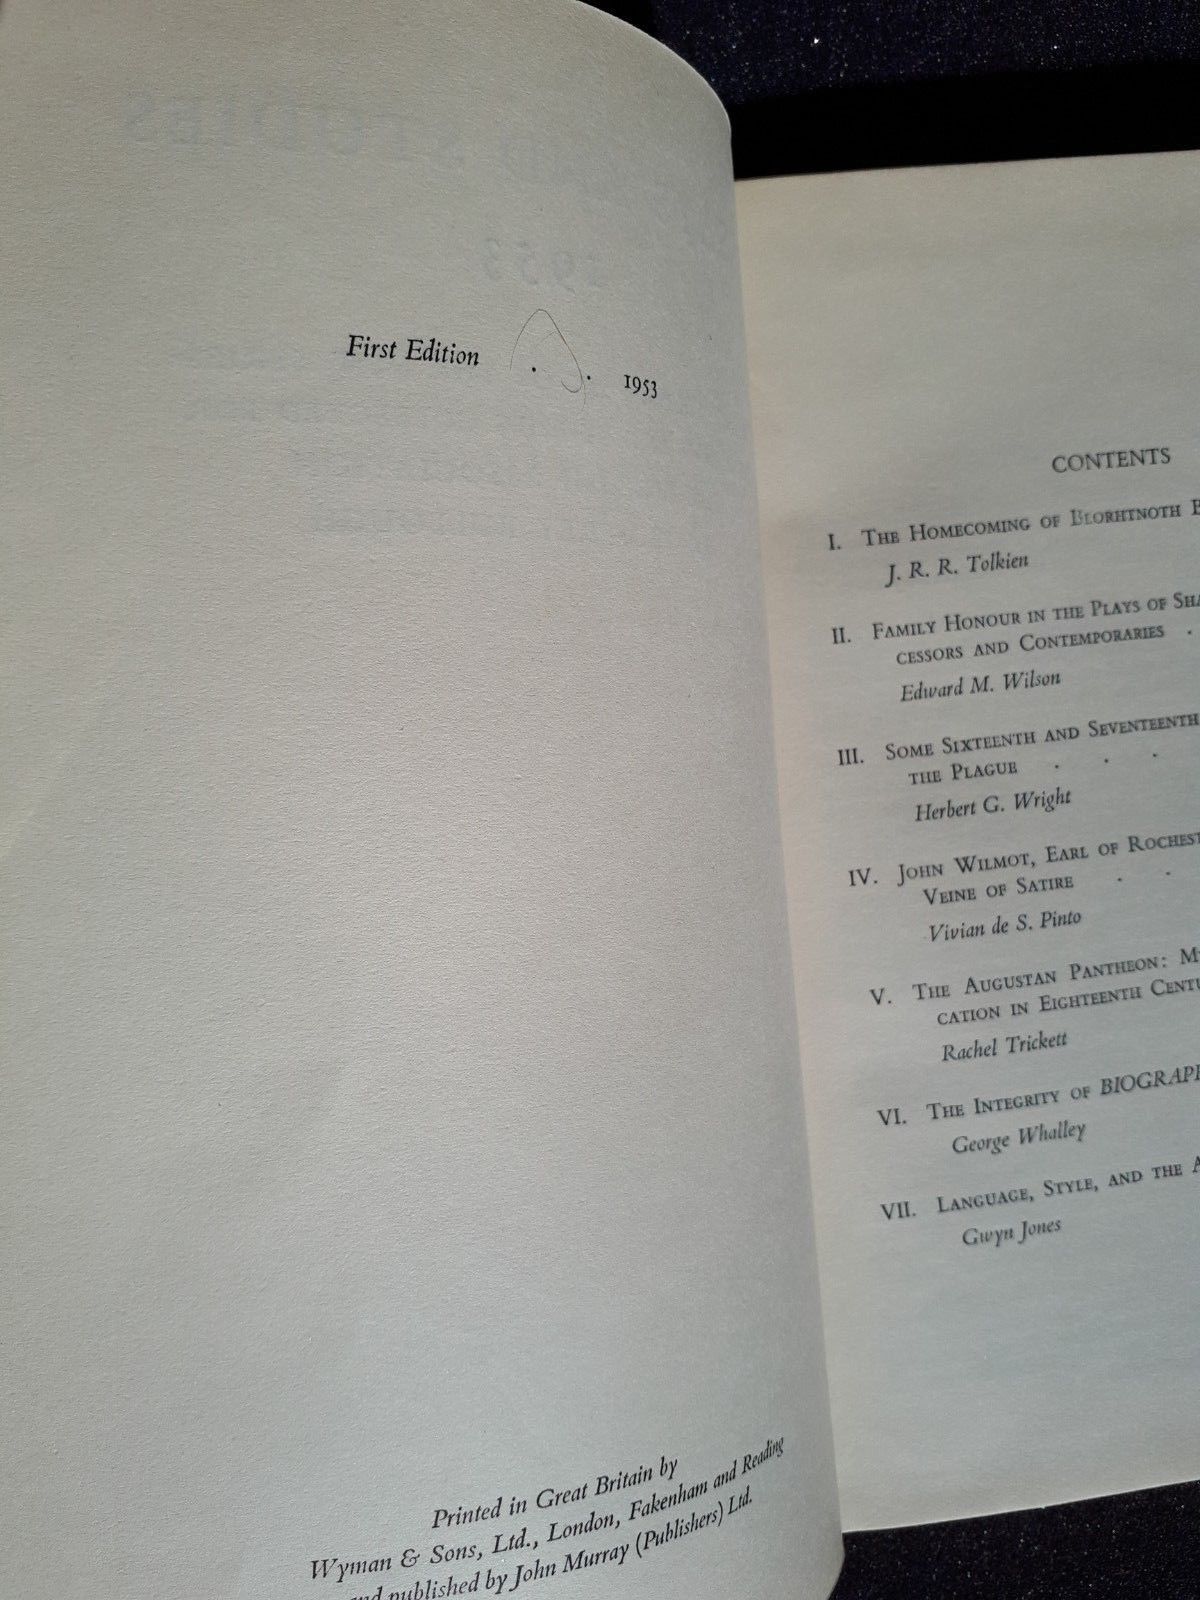 First Edition . . 1953
Printed in Great Britain by
Wyman & Sons, Ltd., London, Fakenham and Reading
published by John Murray (Publishers) Ltd.
CONTENTS
I. THE HOMECOMING OF BEORHTNOTH
J. R. R. Tolkien
II. FAMILY HONOUR IN THE PLAYS OF
CESSORS AND CONTEMPORARIES .
Edward M. Wilson
III. SOME SIXTEENTH AND SEVENTEENTH
THE PLAGUE . . .
Herbert G. Wright
IV. JOHN WILMOT, EARL OF
VEINE OF SATIRE . .
Vivian de S. Pinto
V. THE AUGUSTAN PANTHEON:
CATION IN EIGHTEENTH
Rachel Trickett
VI. THE INTEGRITY OF
George Whalley
VII. LANGUAGE, STYLE, AND THE
Gwyn Jones